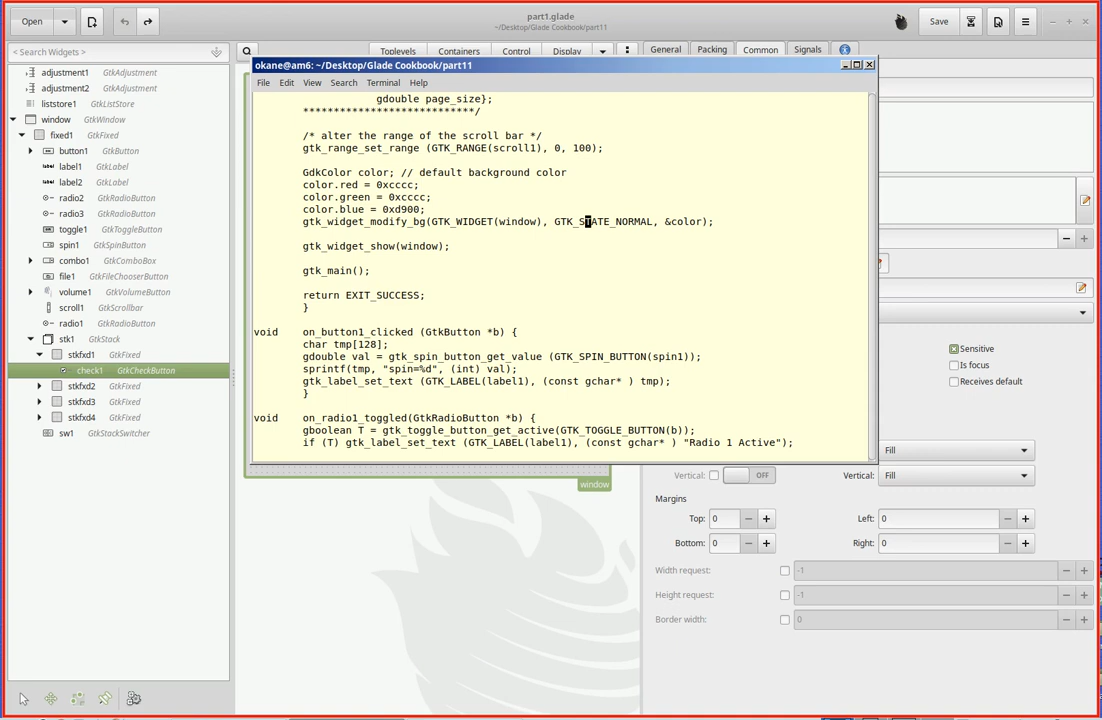 part1.glade
~/Desktop/Glade Cookbook/part11
Open
Save
< Search Widgets >
Toplevels
Containers
Control
Display
General
Packing
Common
Signals
adjustment1 GtkAdjustment
adjustment2 GtkAdjustment
liststore1 GtkListStore
window GtkWindow
fixed1 GtkFixed
button1 GtkButton
label1 GtkLabel
label2 GtkLabel
radio2 GtkRadioButton
radio3 GtkRadioButton
toggle1 GtkToggleButton
spin1 GtkSpinButton
combo1 GtkComboBox
file1 GtkFileChooserButton
volume1 GtkVolumeButton
scroll1 GtkScrollbar
radio1 GtkRadioButton
stk1 GtkStack
stkfxd1 GtkFixed
check1 GtkCheckButton
stkfxd2 GtkFixed
stkfxd3 GtkFixed
stkfxd4 GtkFixed
sw1 GtkStackSwitcher
okane@am6: ~/Desktop/Glade Cookbook/part11
File Edit View Search Terminal Help
gdouble page_size};
****************************/
/* alter the range of the scroll bar */
gtk_range_set_range (GTK_RANGE(scroll1), 0, 100);
GdkColor color; // default background color
color.red = 0xcccc;
color.green = 0xcccc;
color.blue = 0xd900;
gtk_widget_modify_bg(GTK_WIDGET(window), GTK_STATE_NORMAL, &color);
gtk_widget_show(window);
gtk_main();
return EXIT_SUCCESS;
}
void on_button1_clicked (GtkButton *b) {
char tmp[128];
gdouble val = gtk_spin_button_get_value (GTK_SPIN_BUTTON(spin1));
sprintf(tmp, "spin=%d", (int) val);
gtk_label_set_text (GTK_LABEL(label1), (const gchar* ) tmp);
}
void on_radio1_toggled(GtkRadioButton *b) {
gboolean T = gtk_toggle_button_get_active(GTK_TOGGLE_BUTTON(b));
if (T) gtk_label_set_text (GTK_LABEL(label1), (const gchar* ) "Radio 1 Active");
window
Sensitive
Is focus
Receives default
Fill
Vertical: OFF Vertical: Fill
Margins
Top: 0 Left: 0
Bottom: 0 Right: 0
Width request: -1
Height request: -1
Border width: 0